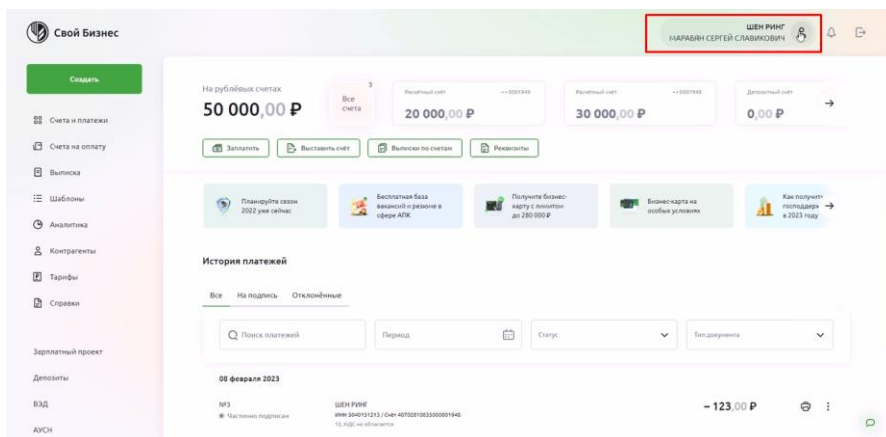 Свой Бизнес
ШЕН РИНГ
МАРАБЯН СЕРГЕЙ СЛАВИКОВИЧ
Создать
Счета и платежи
Счета на оплату
Выписка
Шаблоны
Аналитика
Контрагенты
Тарифы
Справки
Зарплатный проект
Депозиты
ВЭД
АУСН
На рублёвых счетах
50 000,00 ₽
Все счета
3
Расчётный счёт
20 000,00 ₽
Расчётный счёт
30 000,00 ₽
Депозитный счёт
0,00 ₽
Заплатить
Выставить счёт
Выписки по счетам
Реквизиты
Планируйте сезон
2022 уже сейчас
Бесплатная база
вакансий и резюме в
сфере АПК
Получите бизнес-
карту с лимитом
до 280 000 ₽
Бизнес-карта на
особых условиях
Как получить
господдерж
в 2023 году
История платежей
Все На подпись Отклонённые
Поиск платежей
Период
Статус
Тип документа
08 февраля 2023
№3
Частично подписан
ШЕН РИНГ
– 123,00 ₽
12, НДС не облагается